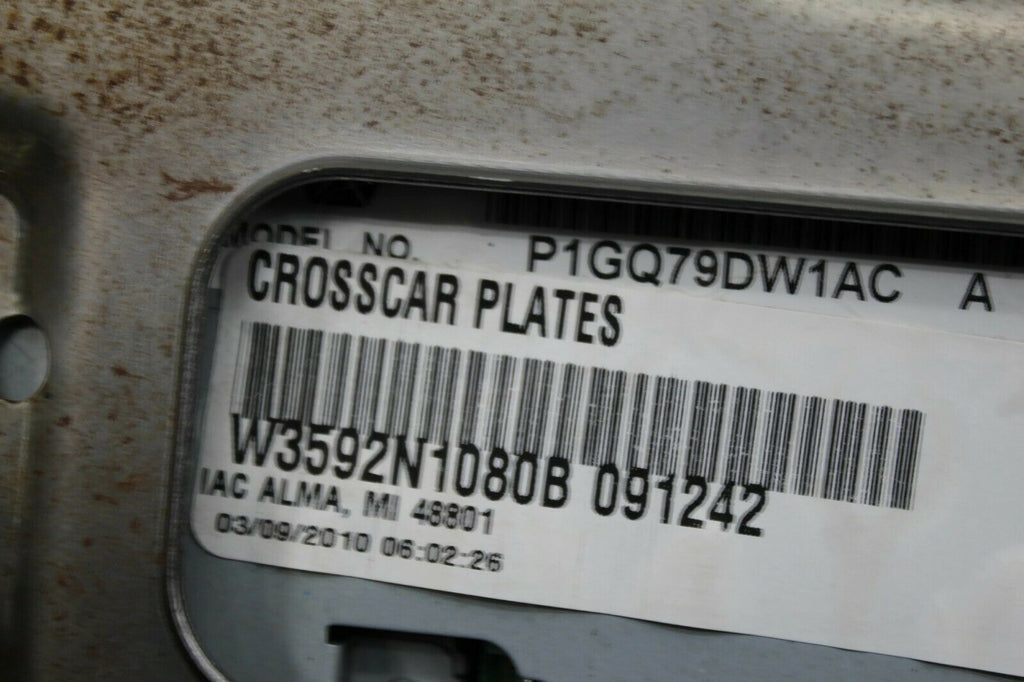 MODEL NO. P1GQ79DW1AC A
CROSSCAR PLATES
W3592N1080B 091242
IAC ALMA, MI 48801
03/09/2010 06:02:26